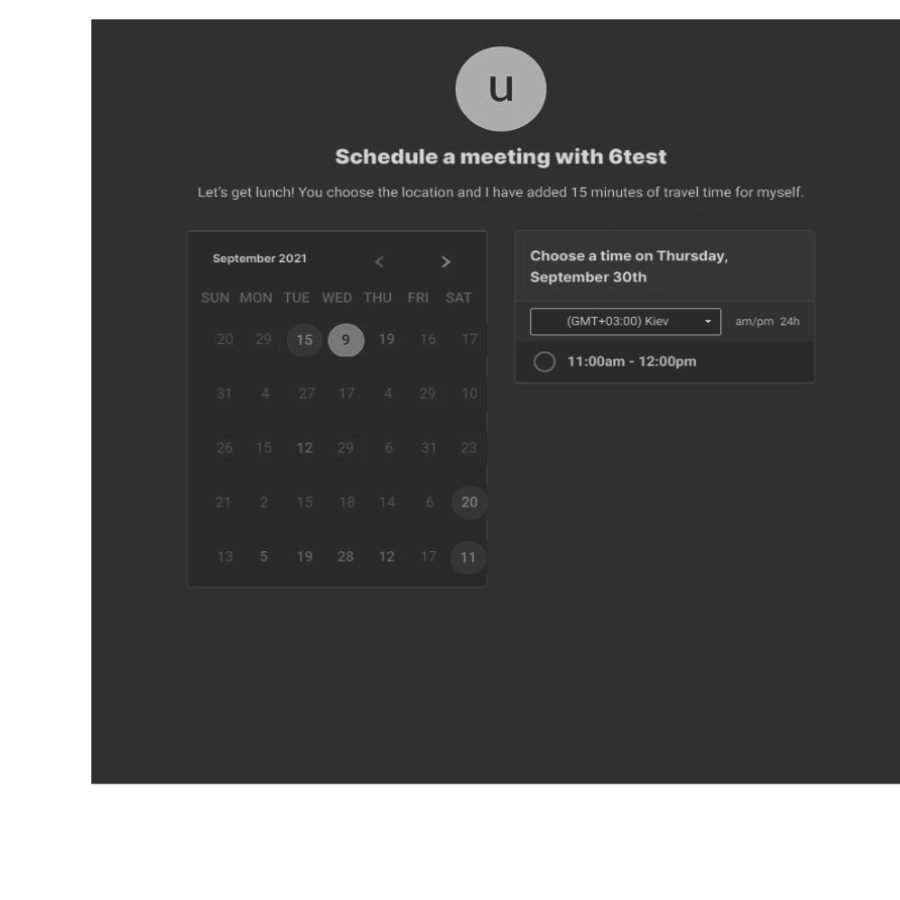 u
Schedule a meeting with 6test
Let's get lunch! You choose the location and I have added 15 minutes of travel time for myself.
September 2021 < >
SUN MON TUE WED THU FRI SAT
20 29 15 9 19 16 17
31 4 27 17 4 29 10
26 15 12 29 6 31 23
21 2 15 18 14 6 20
13 5 19 28 12 17 11
Choose a time on Thursday,
September 30th
(GMT+03:00) Kiev am/pm 24h
11:00am - 12:00pm